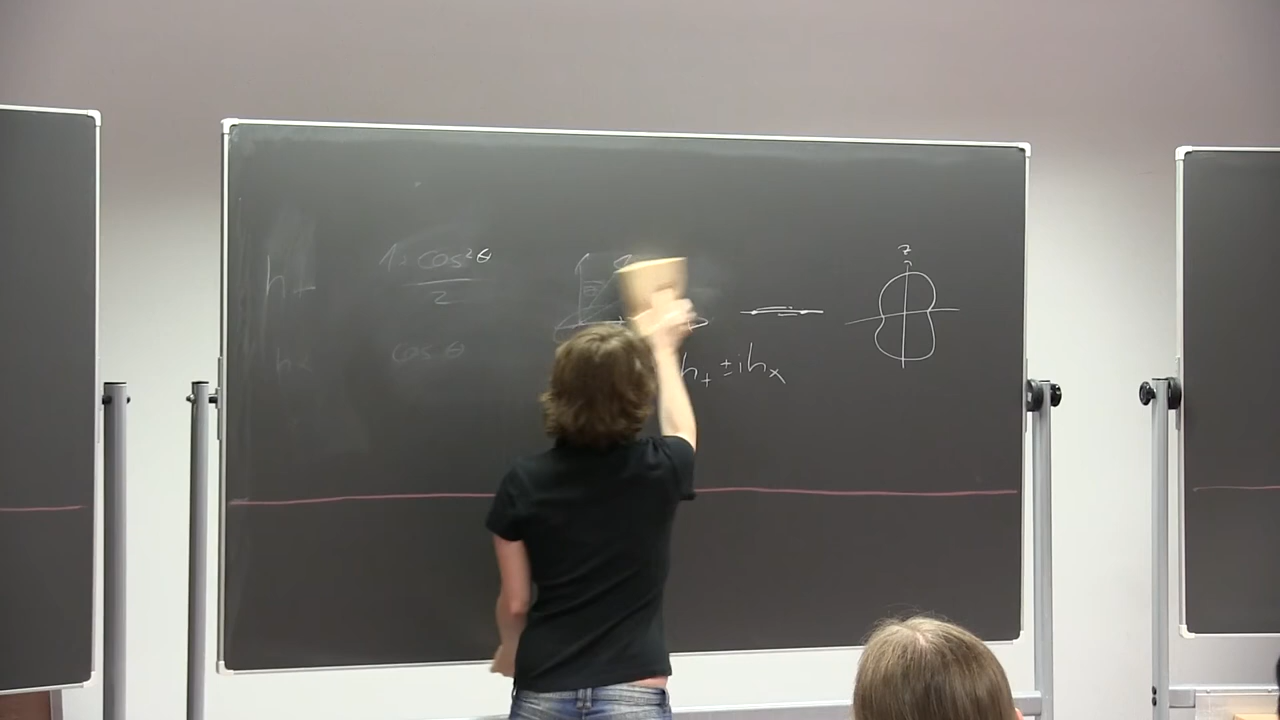 h+ 1+cos²θ
2
z
h× cos θ
h+ ± ih×